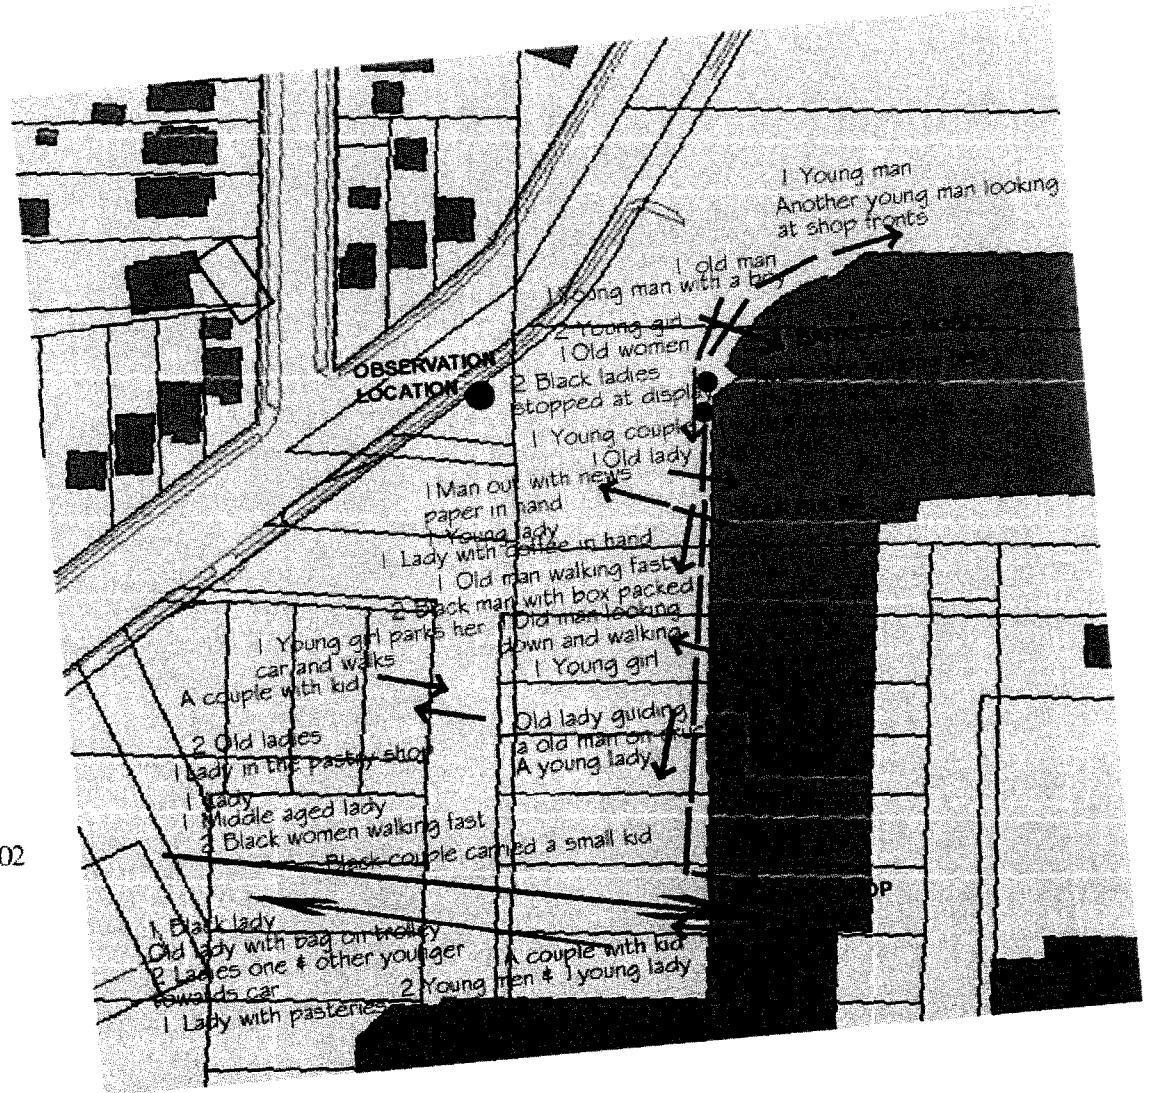 1 Young man
Another young man looking
at shop fronts
1 old man
1 young man with a boy
2 Young girl
1 Old women
OBSERVATION
LOCATION
2 Black ladies
stopped at display
1 Young couple
1 Old lady
1 Man out with news
paper in hand
1 Young lady
1 Lady with coffee in hand
1 Old man walking fast
2 Black man with box packed
1 Young girl parks her
car and walks
Old man looking
down and walking
1 Young girl
A couple with kid
Old lady guiding
a old man on
A young lady
2 Old ladies
1 Lady in the pastry shop
1 Lady
1 Middle aged lady
2 Black women walking fast
Black couple carried a small kid
02
OP
1 Black lady
Old lady with bag on trolley
2 Ladies one & other younger
towards car
1 Lady with pasteries
A couple with kid
2 Young men & 1 young lady